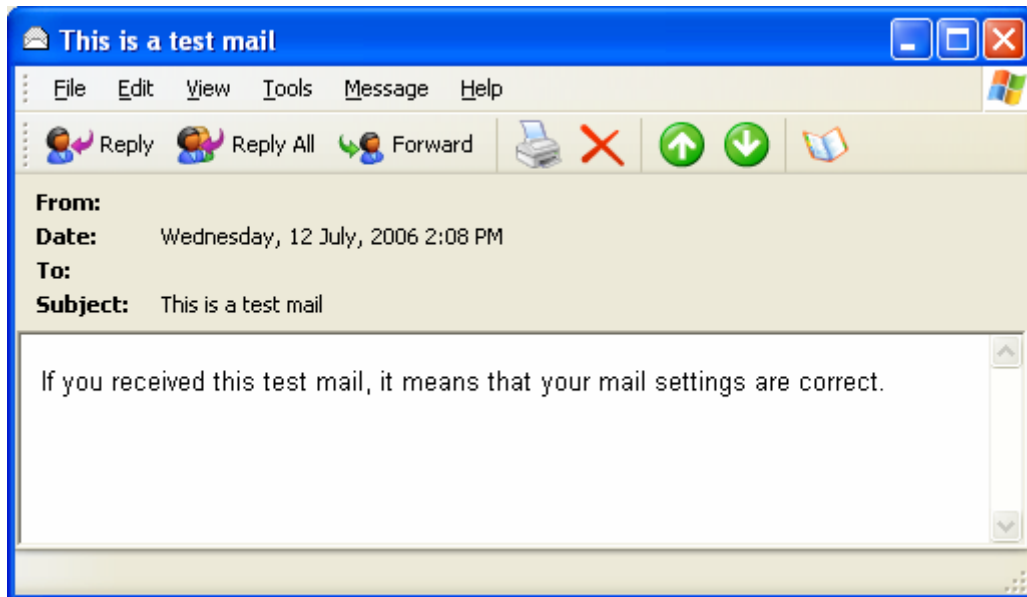 This is a test mail
File Edit View Tools Message Help
Reply Reply All Forward
From:
Date: Wednesday, 12 July, 2006 2:08 PM
To:
Subject: This is a test mail
If you received this test mail, it means that your mail settings are correct.